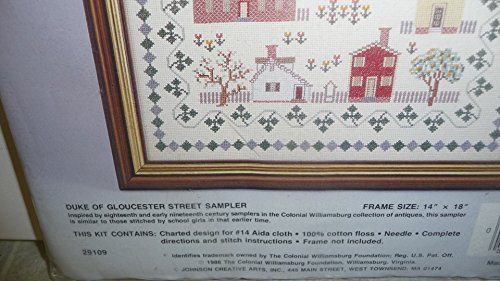 DUKE OF GLOUCESTER STREET SAMPLER
FRAME SIZE: 14" × 18"
Inspired by eighteenth and early nineteenth century samplers in the Colonial Williamsburg collection of antiques, this sampler
is similar to those stitched by school girls in that earlier time.
THIS KIT CONTAINS: Charted design for #14 Aida cloth • 100% cotton floss • Needle • Complete
directions and stitch instructions • Frame not included.
29109
Identifies trademark owned by The Colonial Williamsburg Foundation; Reg. U.S. Pat. Off.
© 1986 The Colonial Williamsburg Foundation, Williamsburg, Virginia.
© JOHNSON CREATIVE ARTS, INC., 445 MAIN STREET, WEST TOWNSEND, MA 01474
0